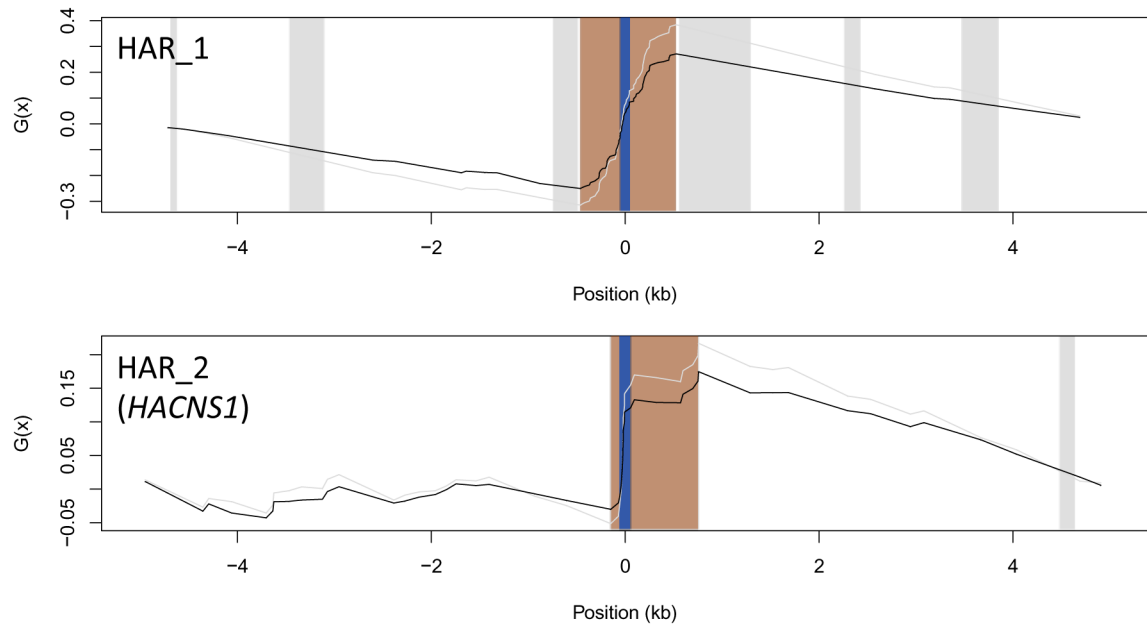 HAR_1
G(x)
0.4
0.2
0.0
−0.3
−4
−2
0
2
4
Position (kb)
HAR_2
(HACNS1)
G(x)
0.15
0.05
−0.05
−4
−2
0
2
4
Position (kb)